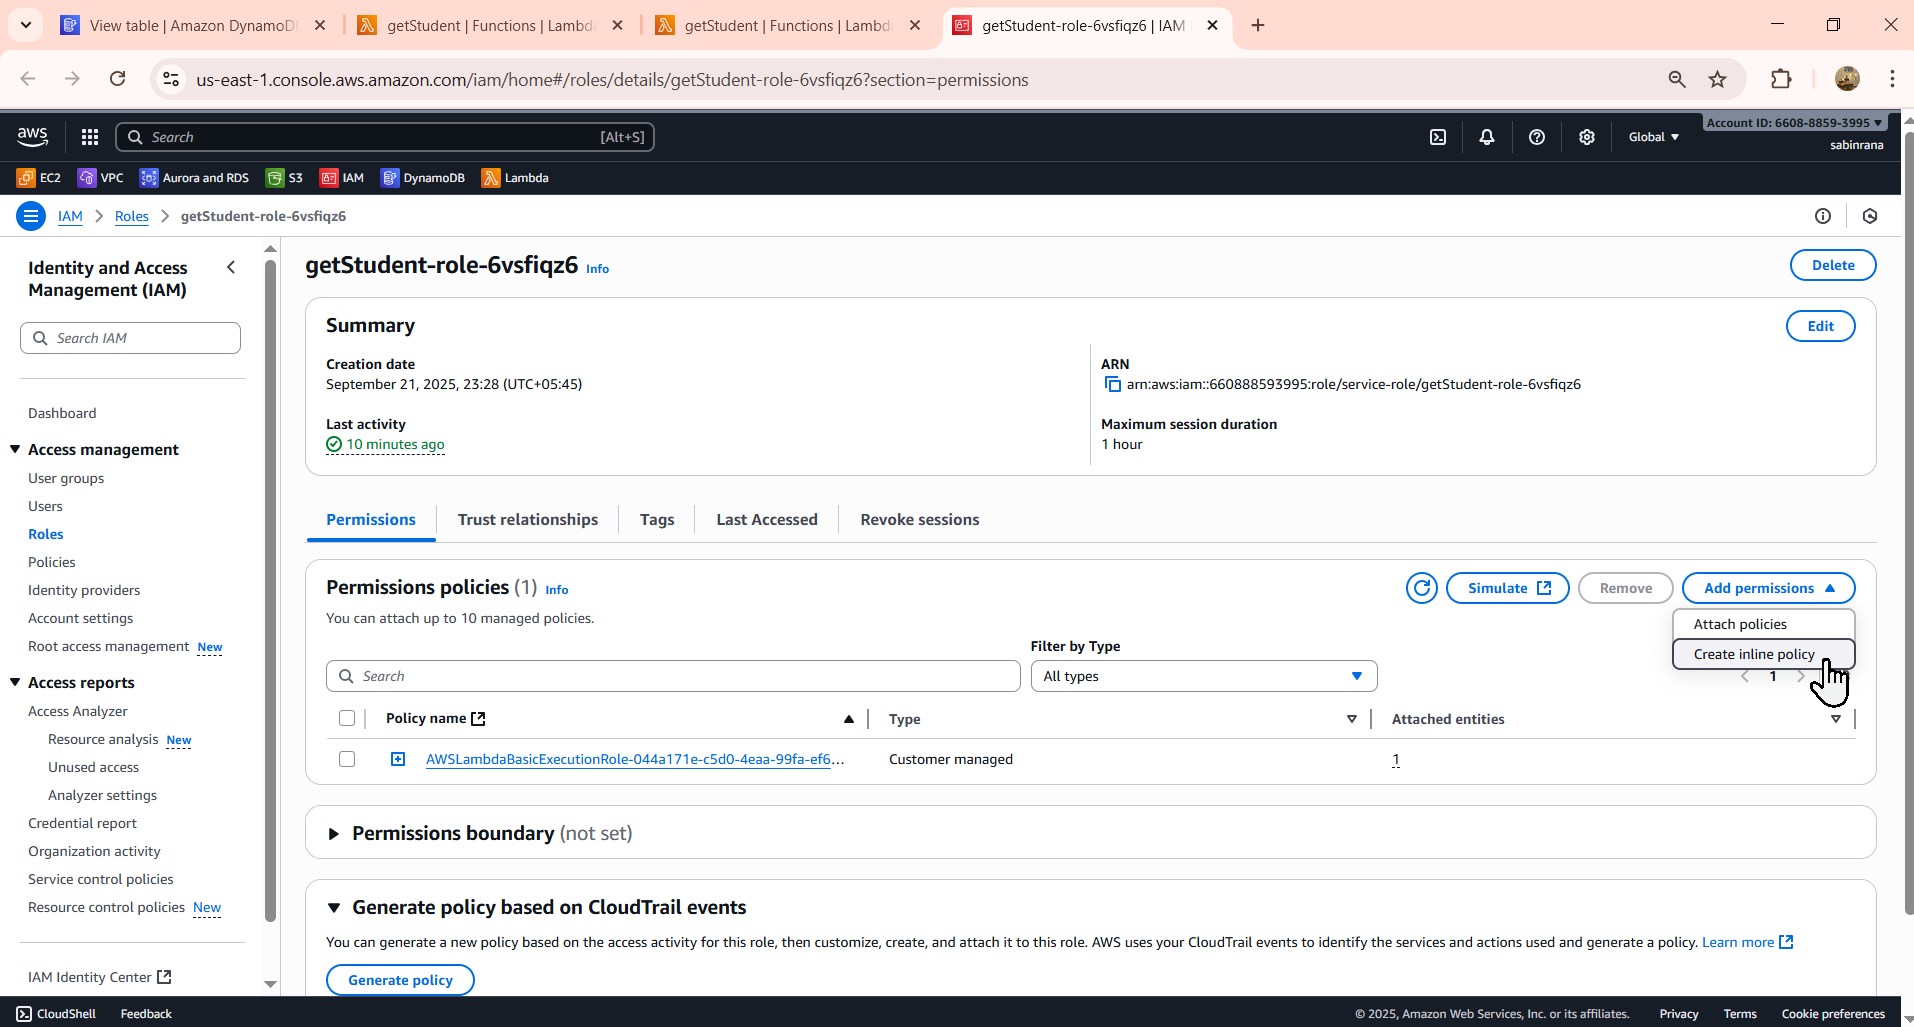 View table | Amazon DynamoDB
getStudent | Functions | Lambda
getStudent | Functions | Lambda
getStudent-role-6vsfiqz6 | IAM
us-east-1.console.aws.amazon.com/iam/home#/roles/details/getStudent-role-6vsfiqz6?section=permissions
aws
Search
[Alt+S]
Global
Account ID: 6608-8859-3995
sabinrana
EC2
VPC
Aurora and RDS
S3
IAM
DynamoDB
Lambda
IAM
Roles
getStudent-role-6vsfiqz6
Identity and Access
Management (IAM)
Search IAM
Dashboard
Access management
User groups
Users
Roles
Policies
Identity providers
Account settings
Root access management New
Access reports
Access Analyzer
Resource analysis New
Unused access
Analyzer settings
Credential report
Organization activity
Service control policies
Resource control policies New
IAM Identity Center
getStudent-role-6vsfiqz6 Info
Delete
Summary
Edit
Creation date
September 21, 2025, 23:28 (UTC+05:45)
ARN
arn:aws:iam::660888593995:role/service-role/getStudent-role-6vsfiqz6
Last activity
10 minutes ago
Maximum session duration
1 hour
Permissions
Trust relationships
Tags
Last Accessed
Revoke sessions
Permissions policies (1) Info
Simulate
Remove
Add permissions
You can attach up to 10 managed policies.
Attach policies
Create inline policy
Filter by Type
Search
All types
1
Policy name
Type
Attached entities
AWSLambdaBasicExecutionRole-044a171e-c5d0-4eaa-99fa-ef6...
Customer managed
1
Permissions boundary (not set)
Generate policy based on CloudTrail events
You can generate a new policy based on the access activity for this role, then customize, create, and attach it to this role. AWS uses your CloudTrail events to identify the services and actions used and generate a policy. Learn more
Generate policy
CloudShell
Feedback
© 2025, Amazon Web Services, Inc. or its affiliates.
Privacy
Terms
Cookie preferences